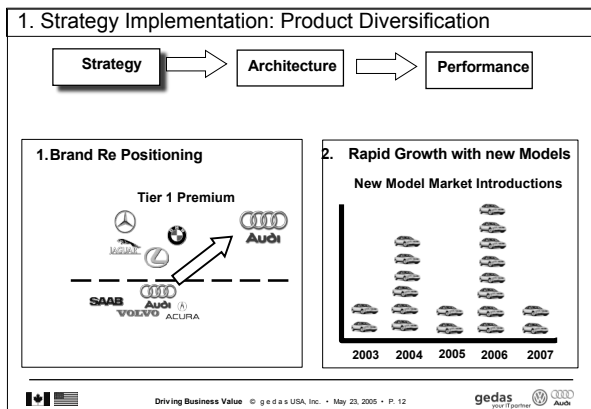 1. Strategy Implementation: Product Diversification
Strategy
Architecture
Performance
1.Brand Re Positioning
Tier 1 Premium
JAGUAR
Audi
SAAB
Audi
VOLVO
ACURA
2. Rapid Growth with new Models
New Model Market Introductions
2003 2004 2005 2006 2007
Driving Business Value © g e d a s USA, Inc. • May 23, 2005 • P. 12
gedas
your IT partner
Audi